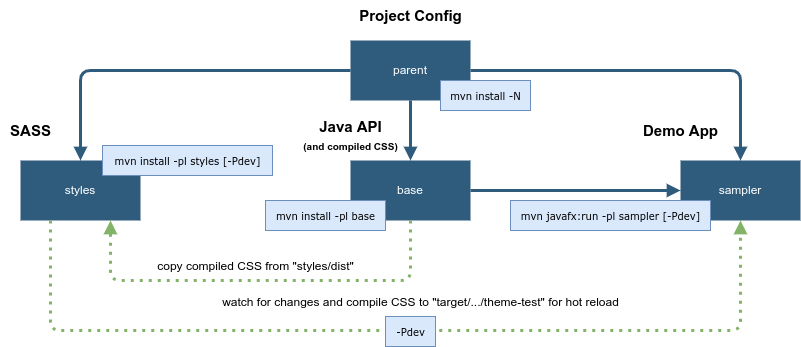 Project Config
parent
mvn install -N
SASS
Java API
(and compiled CSS)
Demo App
mvn install -pl styles [-Pdev]
styles
base
sampler
mvn install -pl base
mvn javafx:run -pl sampler [-Pdev]
copy compiled CSS from "styles/dist"
watch for changes and compile CSS to "target/.../theme-test" for hot reload
-Pdev